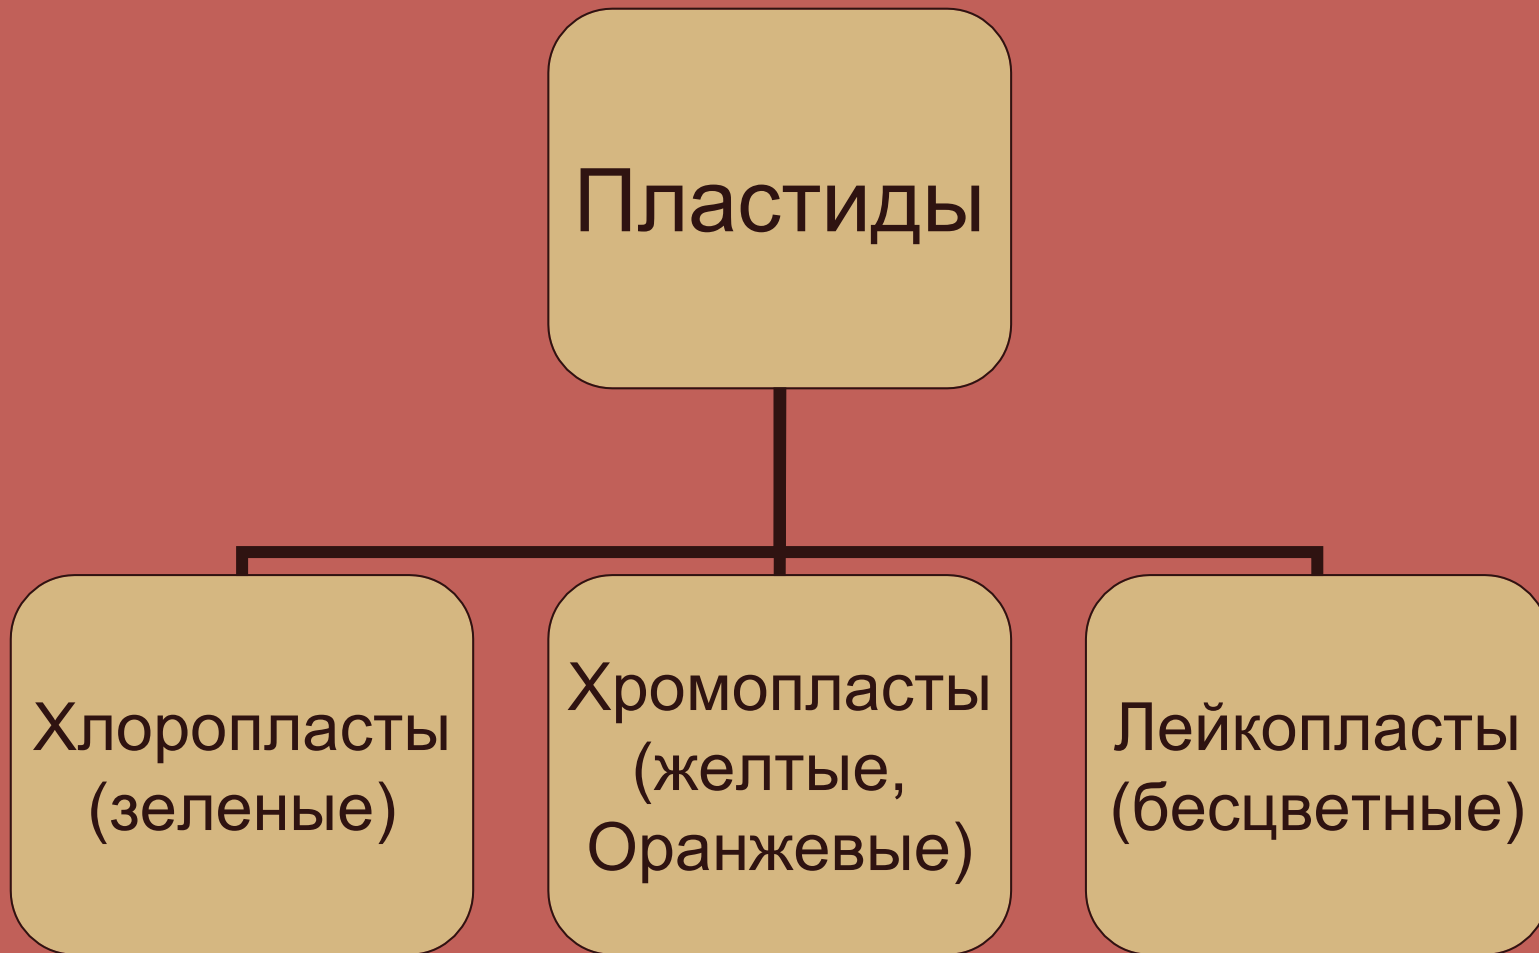 Пластиды
Хлоропласты
(зеленые)
Хромопласты
(желтые,
Оранжевые)
Лейкопласты
(бесцветные)